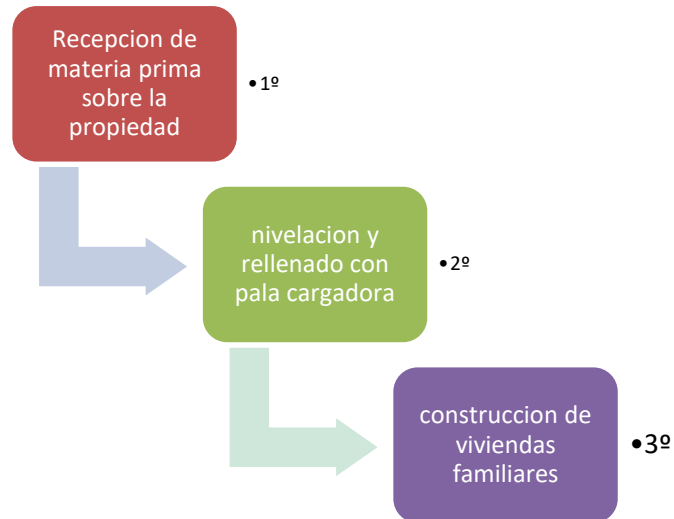 Recepcion de
materia prima
sobre la
propiedad
•1º
nivelacion y
rellenado con
pala cargadora
•2º
construccion de
viviendas
familiares
•3º